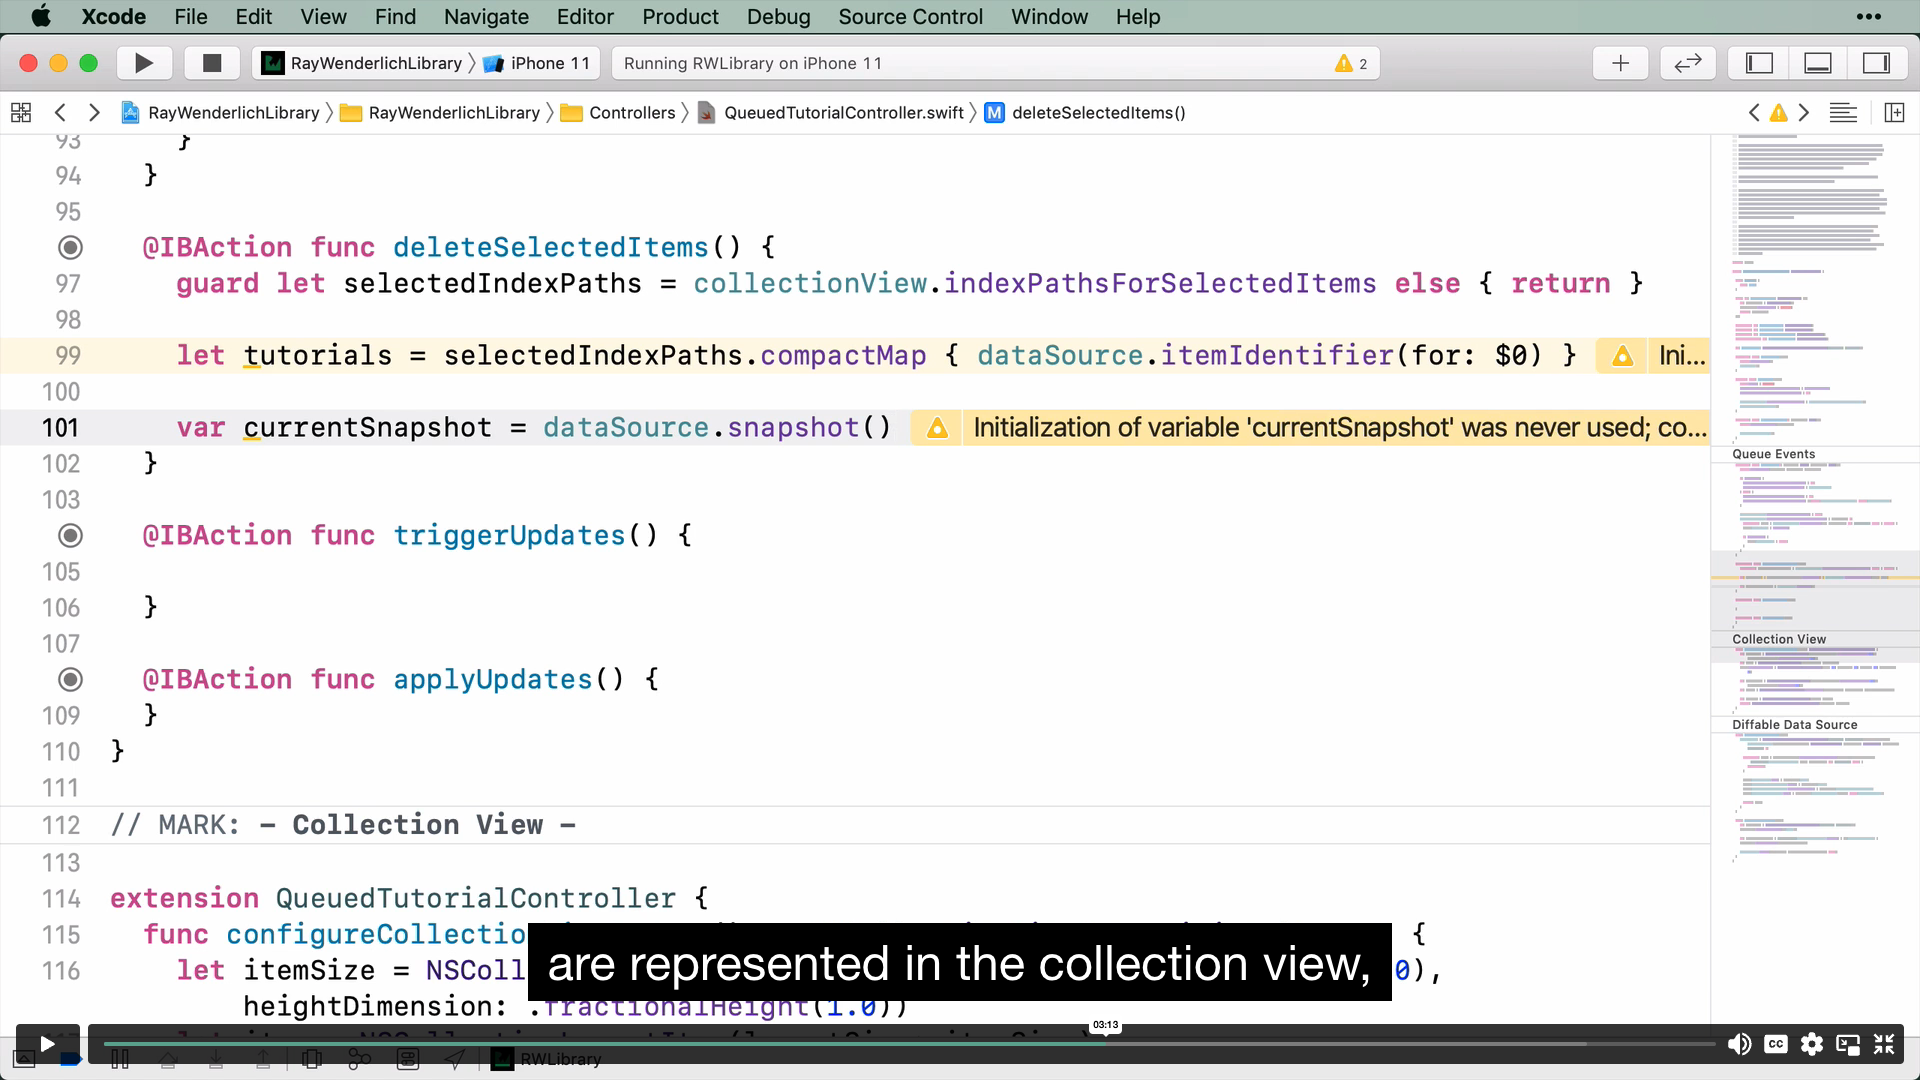 Xcode File Edit View Find Navigate Editor Product Debug Source Control Window Help
RayWenderlichLibrary iPhone 11 Running RWLibrary on iPhone 11 2
RayWenderlichLibrary RayWenderlichLibrary Controllers QueuedTutorialController.swift M deleteSelectedItems()
93 }
94 }
95
@IBAction func deleteSelectedItems() {
97 guard let selectedIndexPaths = collectionView.indexPathsForSelectedItems else { return }
98
99 let tutorials = selectedIndexPaths.compactMap { dataSource.itemIdentifier(for: $0) } Ini...
100
101 var currentSnapshot = dataSource.snapshot() Initialization of variable 'currentSnapshot' was never used; co...
102 }
103
@IBAction func triggerUpdates() {
105
106 }
107
@IBAction func applyUpdates() {
109 }
110 }
111
112 // MARK: - Collection View -
113
114 extension QueuedTutorialController {
115 func configureCollectio {
116 let itemSize = NSColl 0),
heightDimension: .fractionalHeight(1.0))
are represented in the collection view,
Queue Events
Collection View
Diffable Data Source
03:13
CC
RWLibrary